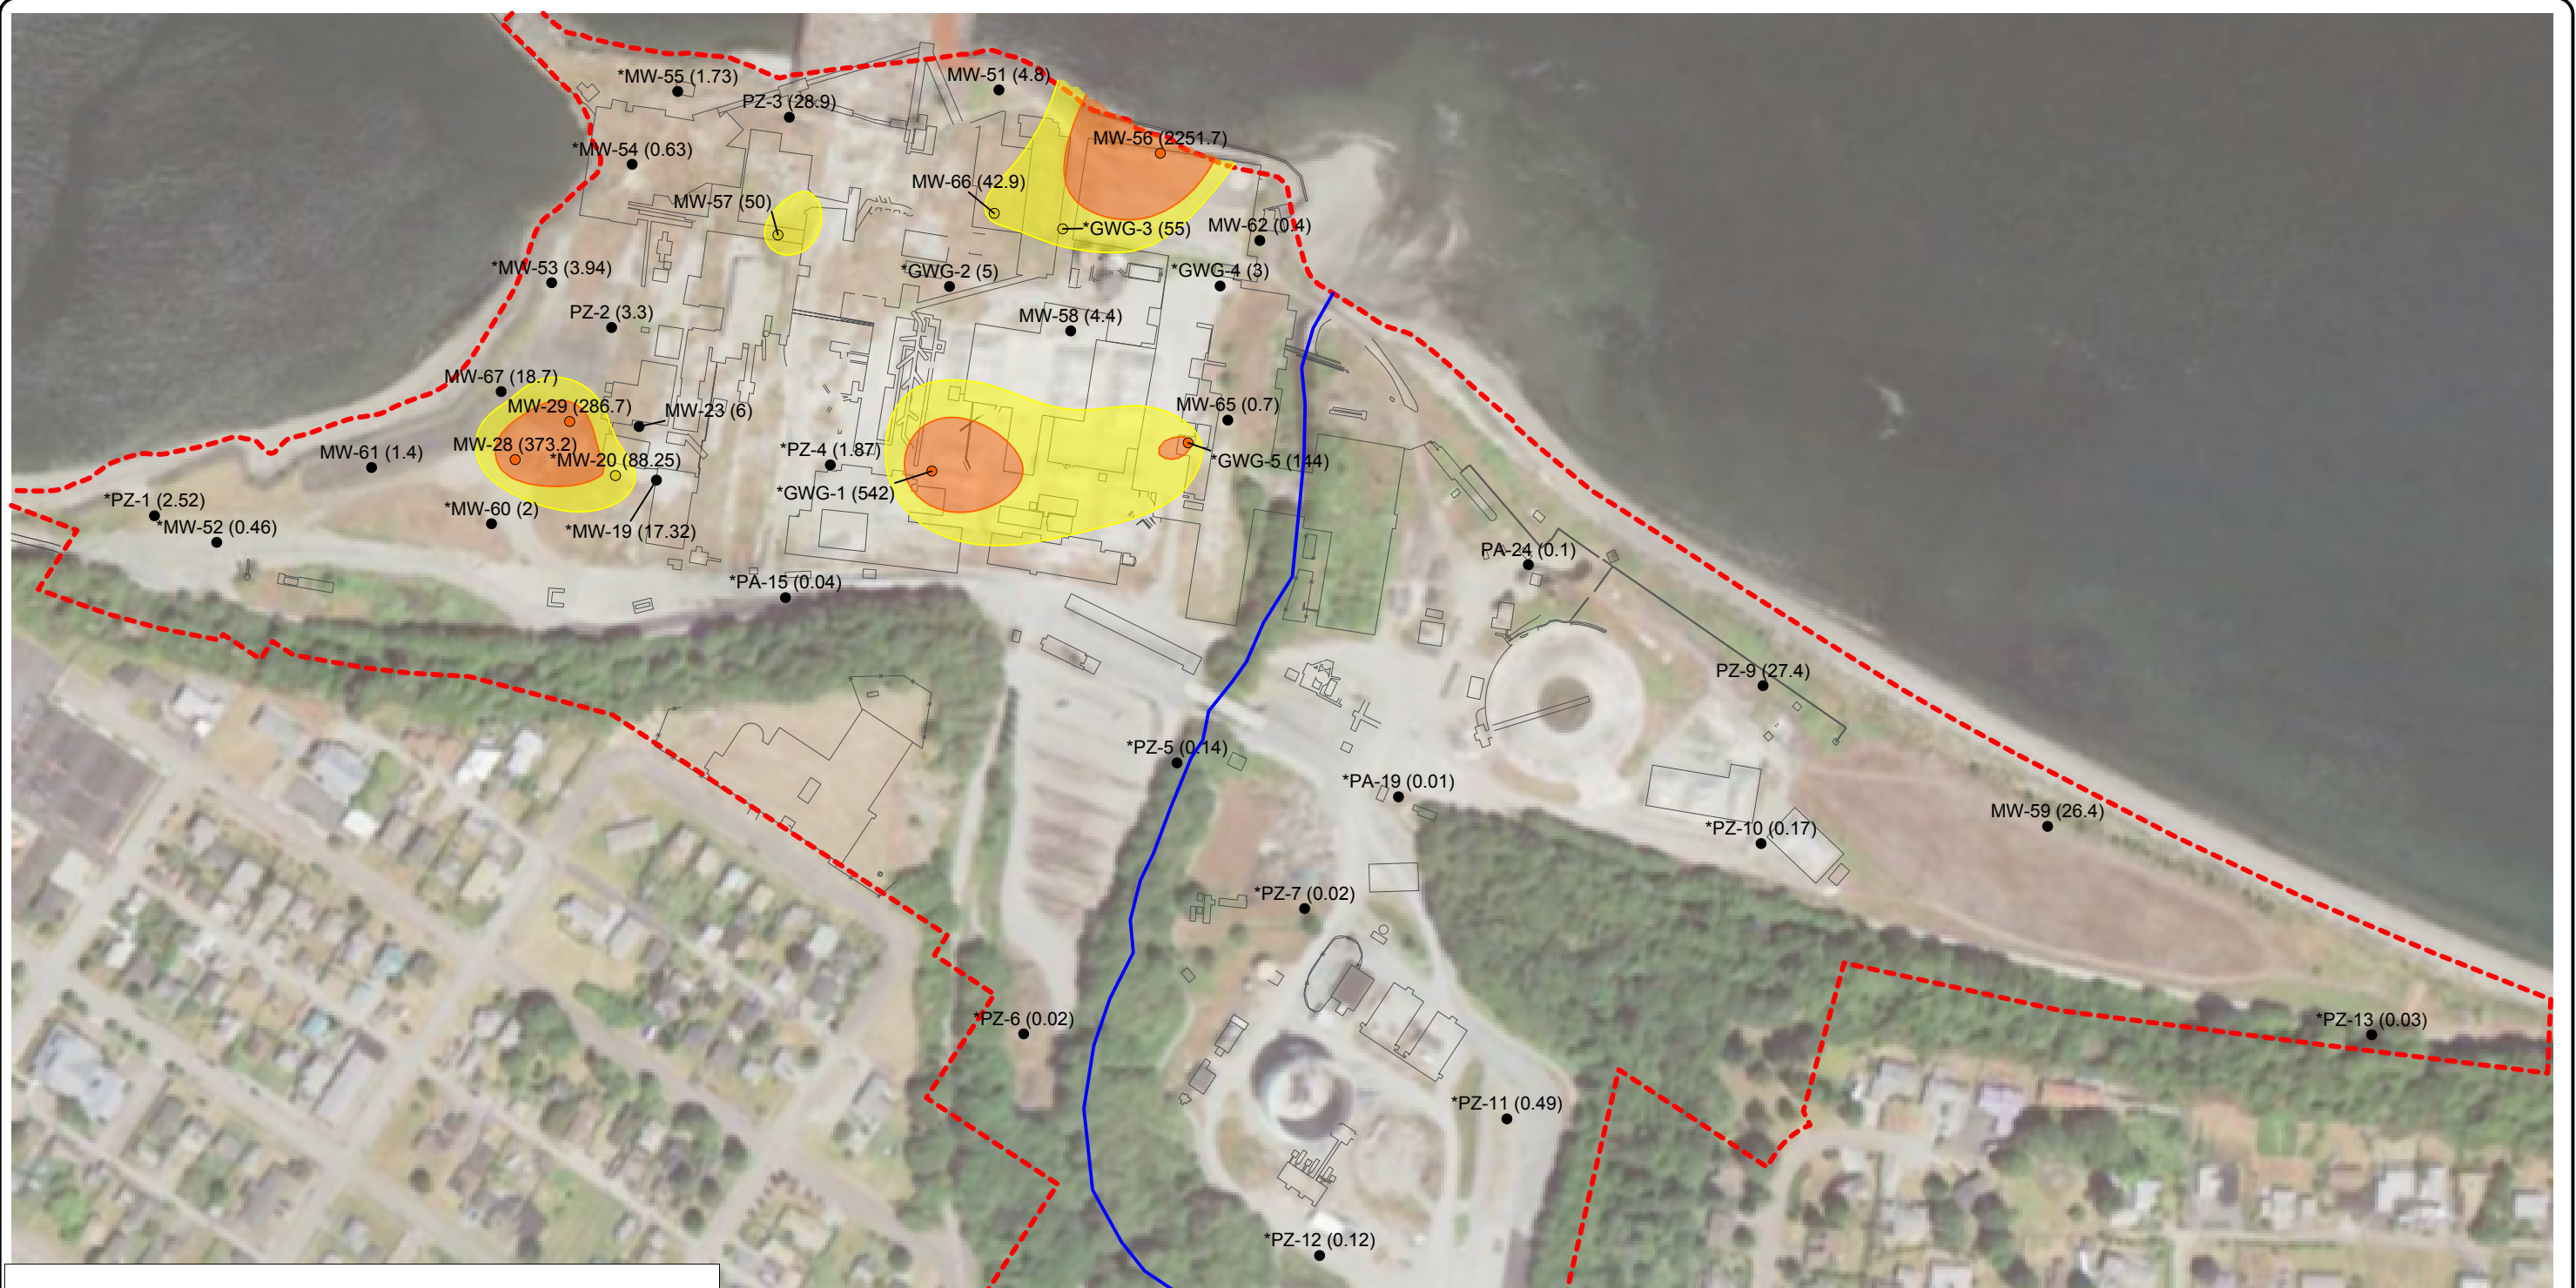 *MW-55 (1.73)
MW-51 (4.8)
PZ-3 (28.9)
MW-56 (2251.7)
*MW-54 (0.63)
MW-66 (42.9)
MW-57 (50)
*GWG-3 (55)
MW-62 (0.4)
*MW-53 (3.94)
*GWG-2 (5)
*GWG-4 (3)
PZ-2 (3.3)
MW-58 (4.4)
MW-67 (18.7)
MW-29 (286.7)
MW-23 (6)
MW-65 (0.7)
MW-28 (373.2)
MW-61 (1.4)
*MW-20 (88.25)
*PZ-4 (1.87)
*GWG-5 (144)
*GWG-1 (542)
*PZ-1 (2.52)
*MW-60 (2)
*MW-52 (0.46)
*MW-19 (17.32)
PA-24 (0.1)
*PA-15 (0.04)
PZ-9 (27.4)
*PZ-5 (0.14)
*PA-19 (0.01)
MW-59 (26.4)
*PZ-10 (0.17)
*PZ-7 (0.02)
*PZ-6 (0.02)
*PZ-13 (0.03)
*PZ-11 (0.49)
*PZ-12 (0.12)